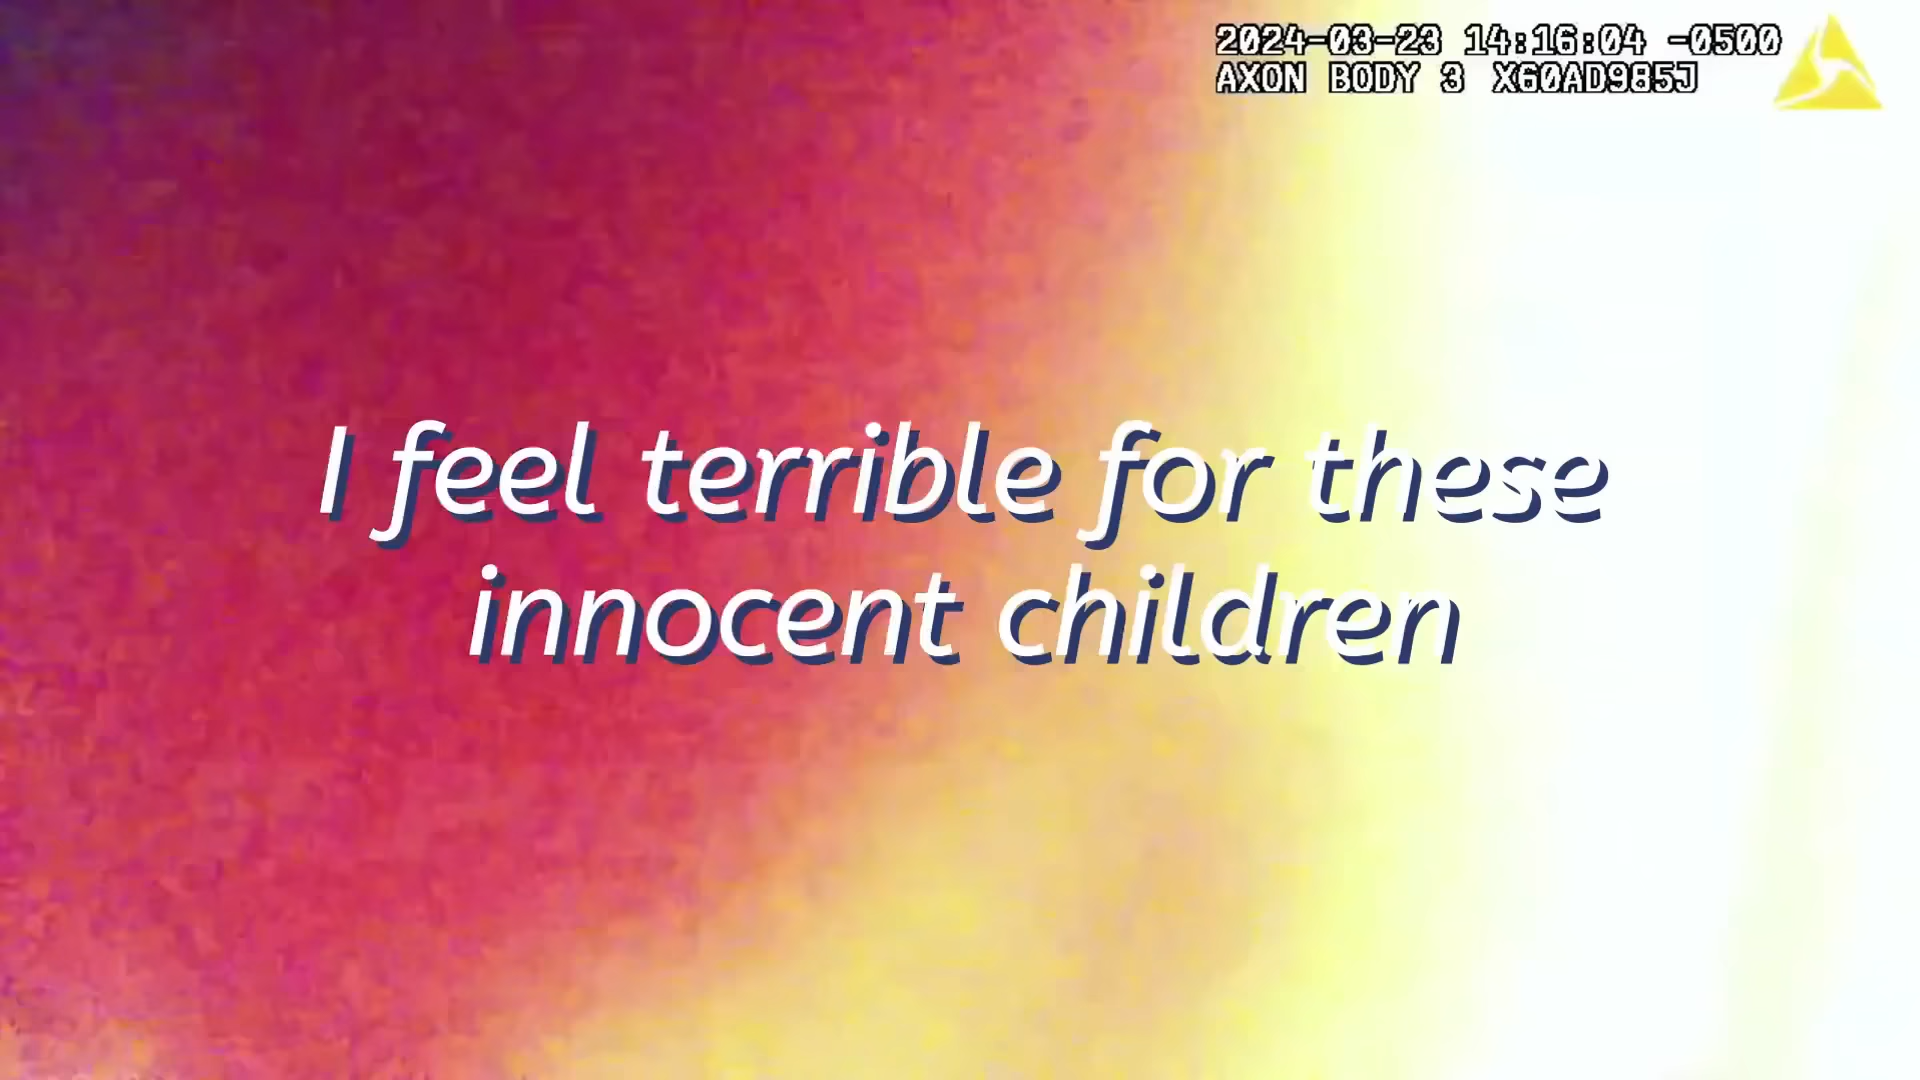 2024-03-23 14:16:04 -0500
AXON BODY 3 X60AD985J
I feel terrible for these
innocent children